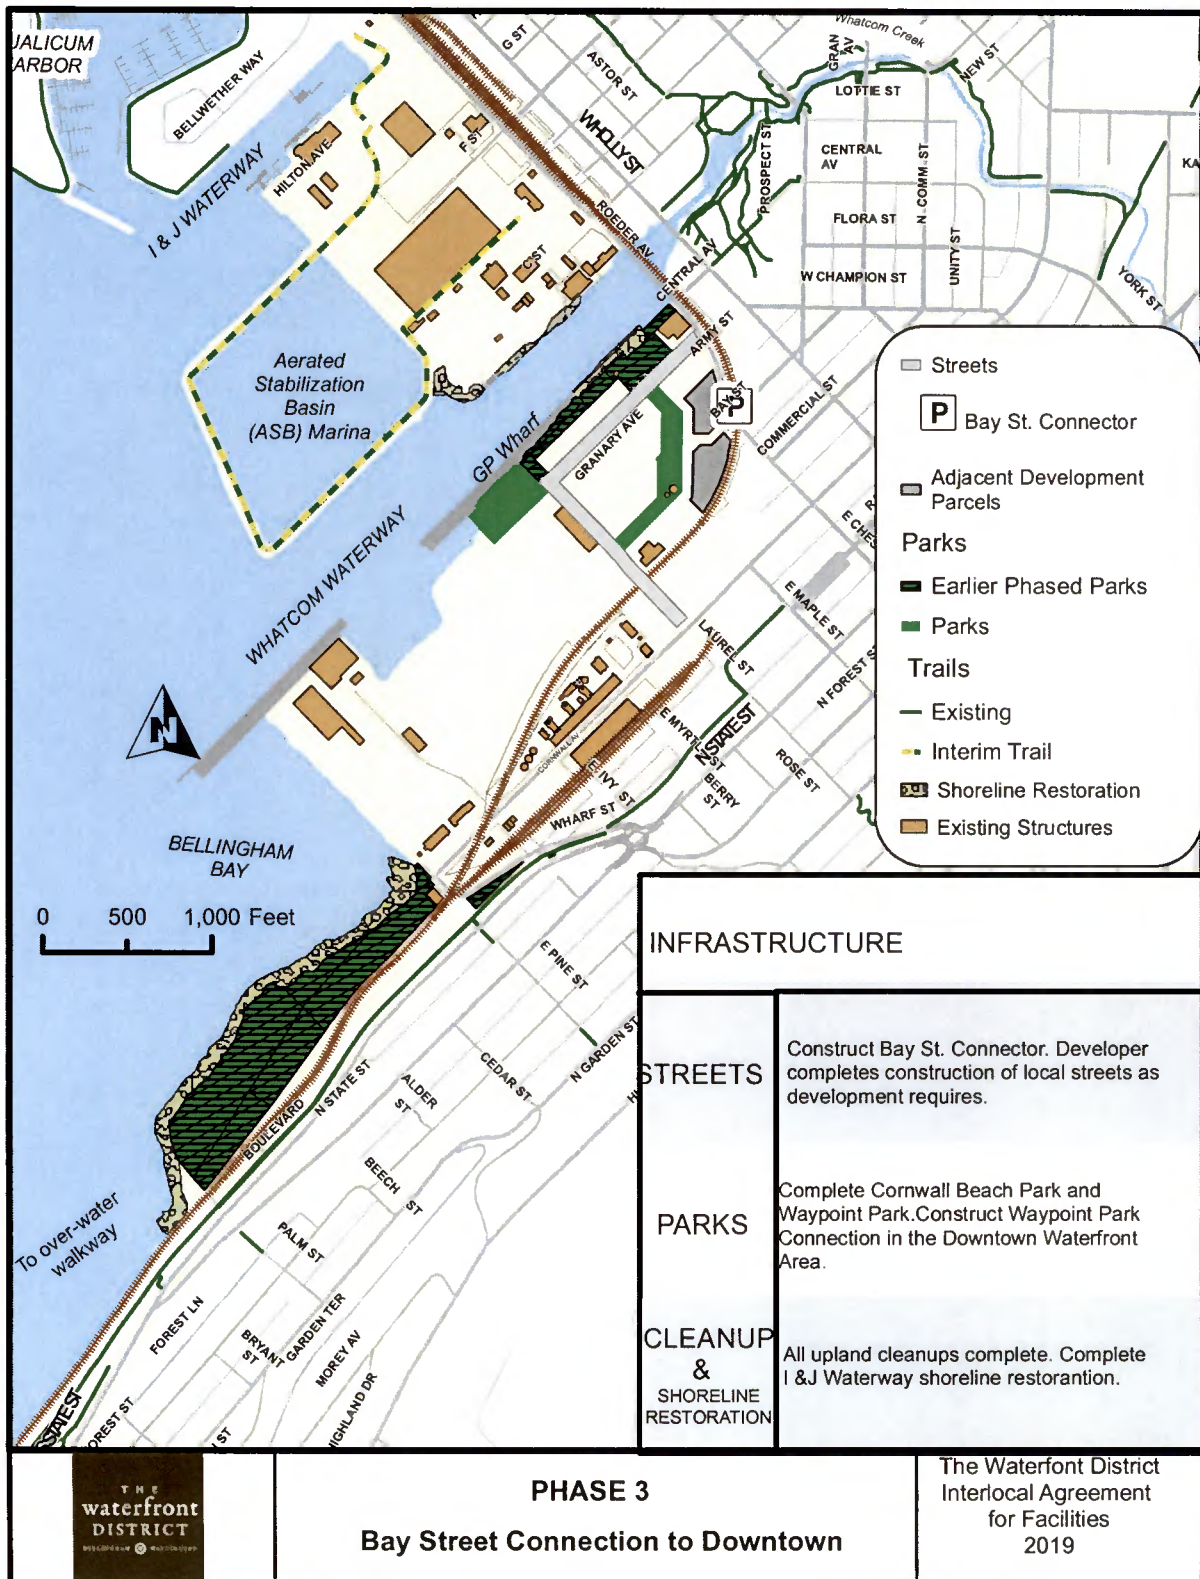 UALICUM
ARBOR
BELLWETHER WAY
I & J WATERWAY
HILTON AVE
F ST
G ST
ASTOR ST
W HOLLY ST
ROEDER AV
C ST
CENTRAL AV
Whatcom Creek
GRAN
AV
LOTTIE ST
NEW ST
PROSPECT ST
CENTRAL
AV
N COMM ST
KA
FLORA ST
UNITY ST
W CHAMPION ST
YORK ST
ARMY ST
BAY ST
P
COMMERCIAL ST
GRANARY AVE
Aerated
Stabilization
Basin
(ASB) Marina
GP Wharf
WHATCOM WATERWAY
E CHES
E MAPLE ST
N FOREST S
LAUREL ST
E MYRTLE ST
N STATE ST
BERRY
ST
ROSE ST
CORNWALL AV
E IVY ST
WHARF ST
N
BELLINGHAM
BAY
0 500 1,000 Feet
Streets
P Bay St. Connector
Adjacent Development
Parcels
Parks
Earlier Phased Parks
Parks
Trails
Existing
Interim Trail
Shoreline Restoration
Existing Structures
E PINE ST
N GARDEN ST
CEDAR ST
ALDER
ST
N STATE ST
BOULEVARD
BEECH ST
PALM ST
To over-water
walkway
FOREST LN
BRYANT
ST
GARDEN TER
MOREY AV
HIGHLAND DR
S STATE ST
OREST ST
ST
INFRASTRUCTURE
STREETS
Construct Bay St. Connector. Developer
completes construction of local streets as
development requires.
PARKS
Complete Cornwall Beach Park and
Waypoint Park.Construct Waypoint Park
Connection in the Downtown Waterfront
Area.
CLEANUP
&
SHORELINE
RESTORATION
All upland cleanups complete. Complete
I &J Waterway shoreline restorantion.
THE
waterfront
DISTRICT
PHASE 3
Bay Street Connection to Downtown
The Waterfont District
Interlocal Agreement
for Facilities
2019